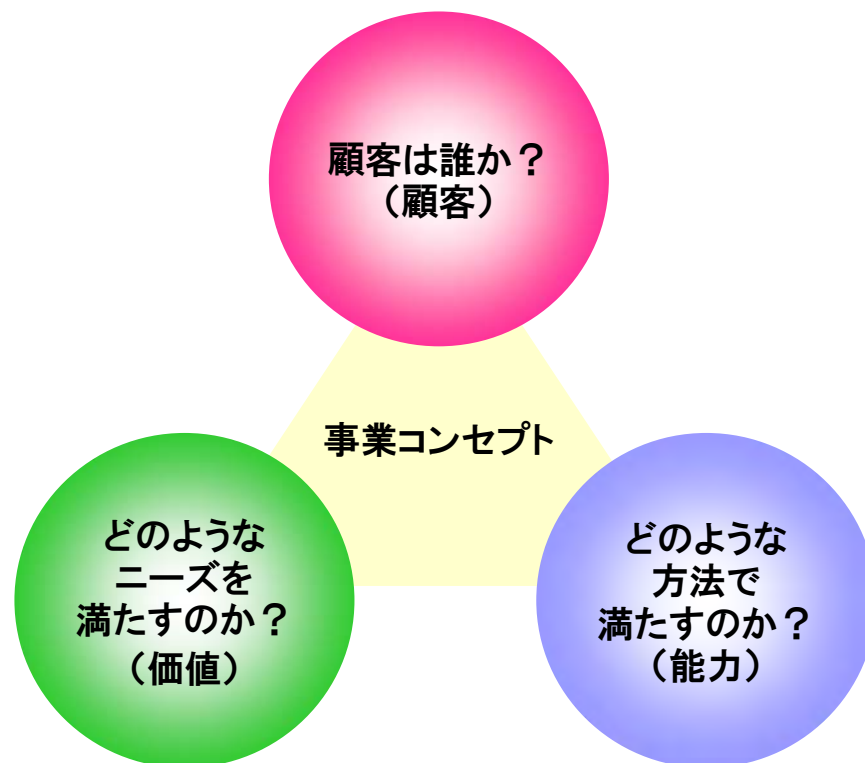 顧客は誰か？
（顧客）
事業コンセプト
どのような
ニーズを
満たすのか？
（価値）
どのような
方法で
満たすのか？
（能力）